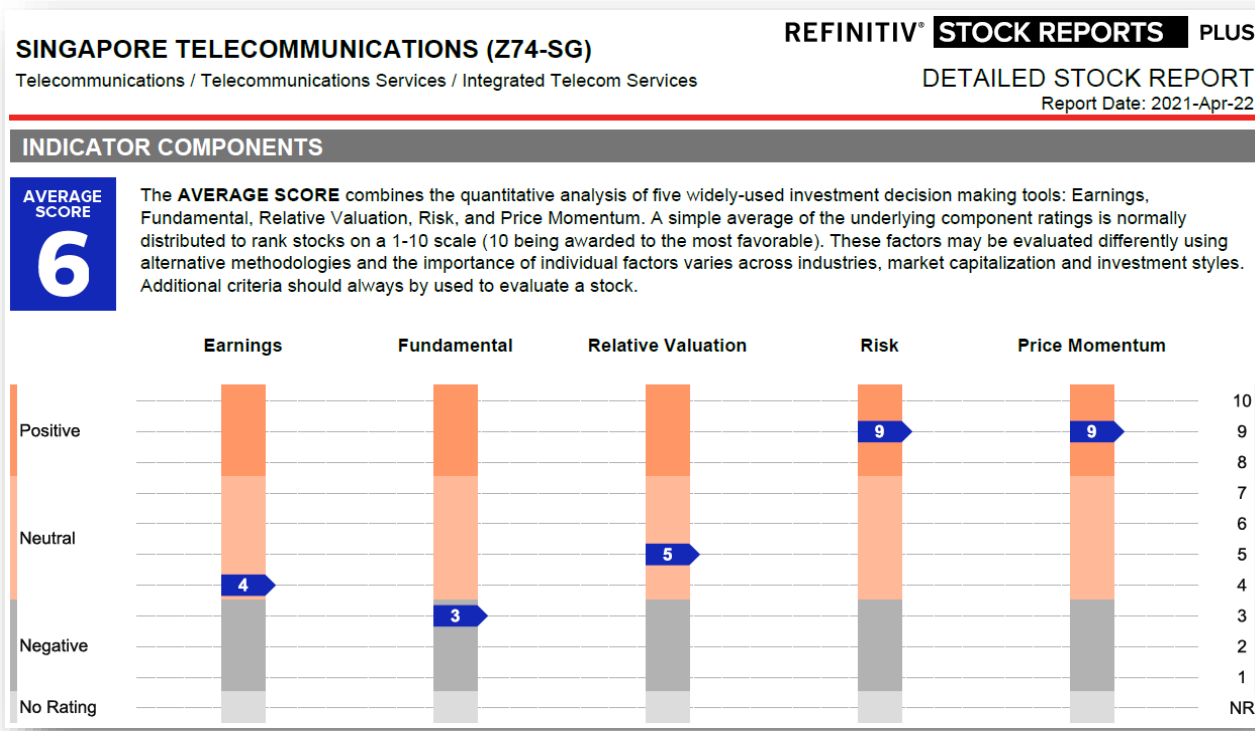 REFINITIV® STOCK REPORTS PLUS
SINGAPORE TELECOMMUNICATIONS (Z74-SG)
Telecommunications / Telecommunications Services / Integrated Telecom Services
DETAILED STOCK REPORT
Report Date: 2021-Apr-22
INDICATOR COMPONENTS
AVERAGE
SCORE
6
The AVERAGE SCORE combines the quantitative analysis of five widely-used investment decision making tools: Earnings,
Fundamental, Relative Valuation, Risk, and Price Momentum. A simple average of the underlying component ratings is normally
distributed to rank stocks on a 1-10 scale (10 being awarded to the most favorable). These factors may be evaluated differently using
alternative methodologies and the importance of individual factors varies across industries, market capitalization and investment styles.
Additional criteria should always by used to evaluate a stock.
Earnings Fundamental Relative Valuation Risk Price Momentum
10
Positive 9 9 9
8
7
Neutral 6
5 5
4 4
3 3
Negative 2
1
No Rating NR